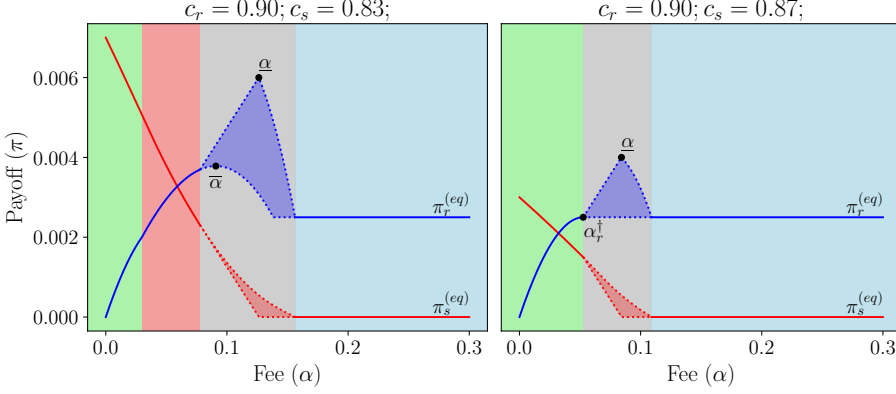 c_r = 0.90; c_s = 0.83;
c_r = 0.90; c_s = 0.87;
Payoff (π)
0.006
0.004
0.002
0.000
α̲
α̅
π_r^{(eq)}
π_s^{(eq)}
α̲
α_r^†
π_r^{(eq)}
π_s^{(eq)}
0.0 0.1 0.2 0.3
0.0 0.1 0.2 0.3
Fee (α)
Fee (α)